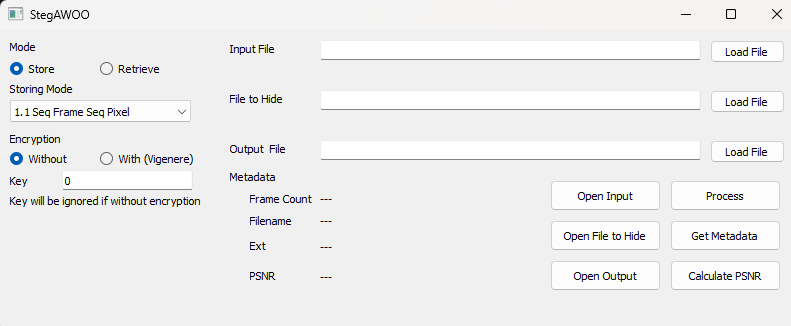 StegAWOO
Mode
Store Retrieve
Storing Mode
1.1 Seq Frame Seq Pixel
Encryption
Without With (Vigenere)
Key 0
Key will be ignored if without encryption
Input File Load File
File to Hide Load File
Output File Load File
Metadata
Frame Count ---
Filename ---
Ext ---
PSNR ---
Open Input Process
Open File to Hide Get Metadata
Open Output Calculate PSNR